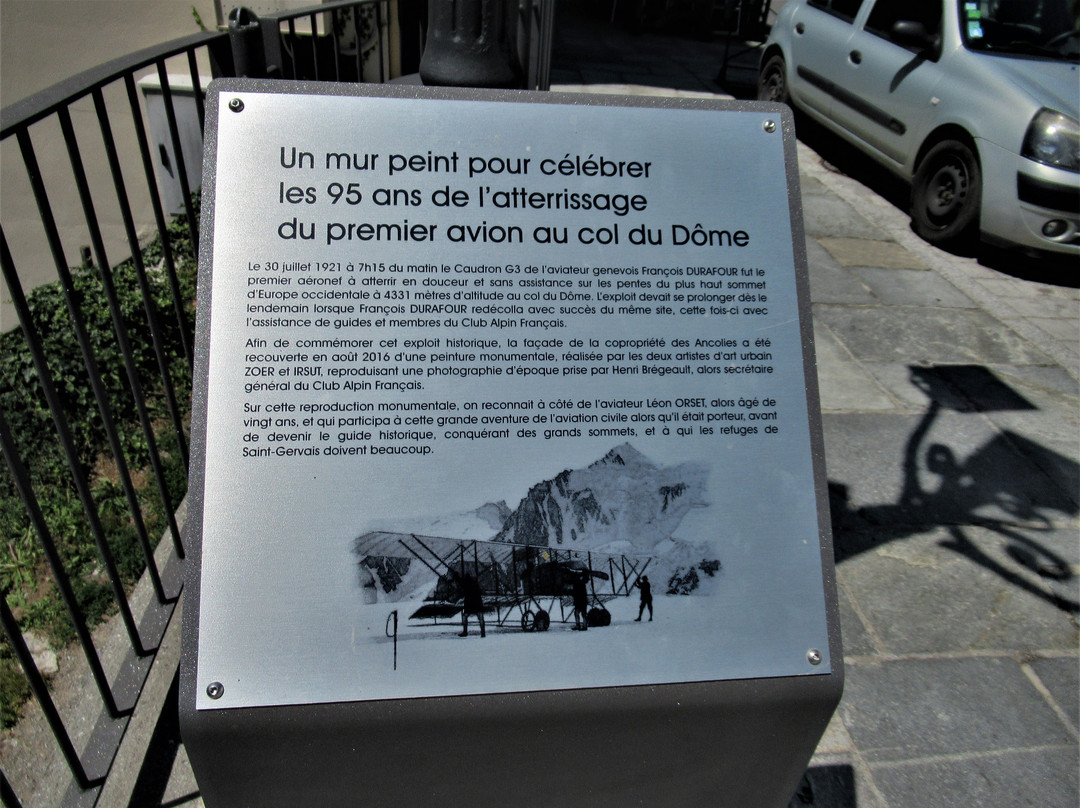 Un mur peint pour célébrer
les 95 ans de l'atterrissage
du premier avion au col du Dôme
Le 30 juillet 1921 à 7h15 du matin le Caudron G3 de l'aviateur genevois François DURAFOUR fut le
premier aéronef à atterrir en douceur et sans assistance sur les pentes du plus haut sommet
d'Europe occidentale à 4331 mètres d'altitude au col du Dôme. L'exploit devait se prolonger dès le
lendemain lorsque François DURAFOUR redécolla avec succès du même site, cette fois-ci avec
l'assistance de guides et membres du Club Alpin Français.
Afin de commémorer cet exploit historique, la façade de la copropriété des Ancolies a été
recouverte en août 2016 d'une peinture monumentale, réalisée par les deux artistes d'art urbain
ZOER et IRSUT, reproduisant une photographie d'époque prise par Henri Brégeault, alors secrétaire
général du Club Alpin Français.
Sur cette reproduction monumentale, on reconnait à côté de l'aviateur Léon ORSET, alors âgé de
vingt ans, et qui participa à cette grande aventure de l'aviation civile alors qu'il était porteur, avant
de devenir le guide historique, conquérant des grands sommets, et à qui les refuges de
Saint-Gervais doivent beaucoup.